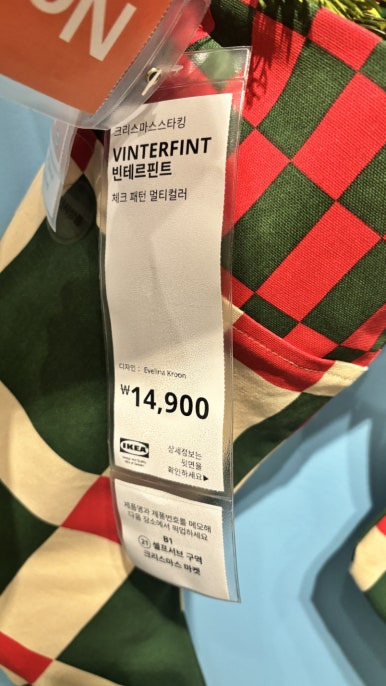 ON
크리스마스스타킹
VINTERFINT
빈테르핀트
체크 패턴 멀티컬러
디자인 : Evelina Kroon
₩14,900
IKEA
상세정보는
뒷면을
확인하세요▶
제품명과 제품번호를 메모해
다음 장소에서 픽업하세요
B1
21 셀프서브 구역
크리스마스 마켓